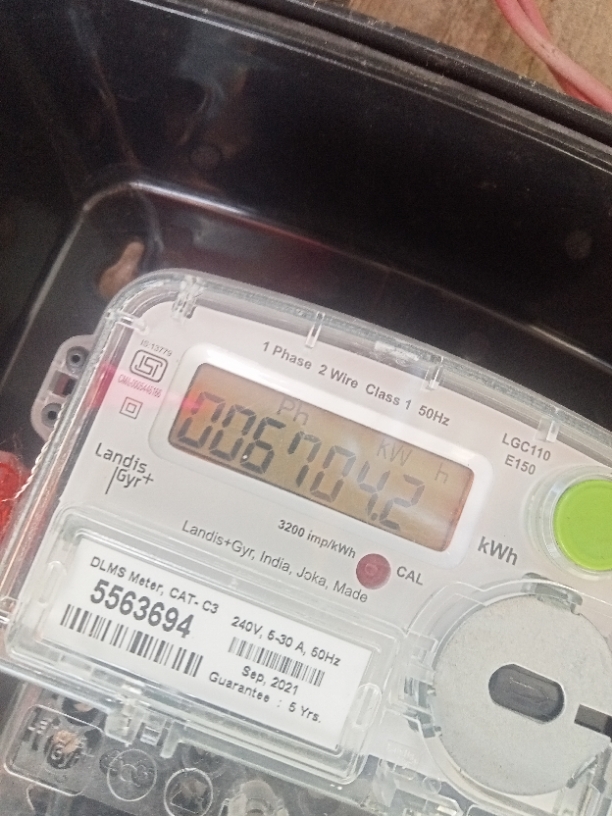 1 Phase 2 Wire Class 1 50Hz
IS 13779
LGC110
E150
Ph kW h
006704.2
Landis
Gyr+
3200 imp/kWh
kWh
Landis+Gyr, India, Joka, Made
CAL
DLMS Meter, CAT- C3
5563694
240V, 5-30 A, 50Hz
Sep, 2021
Guarantee : 5 Yrs.